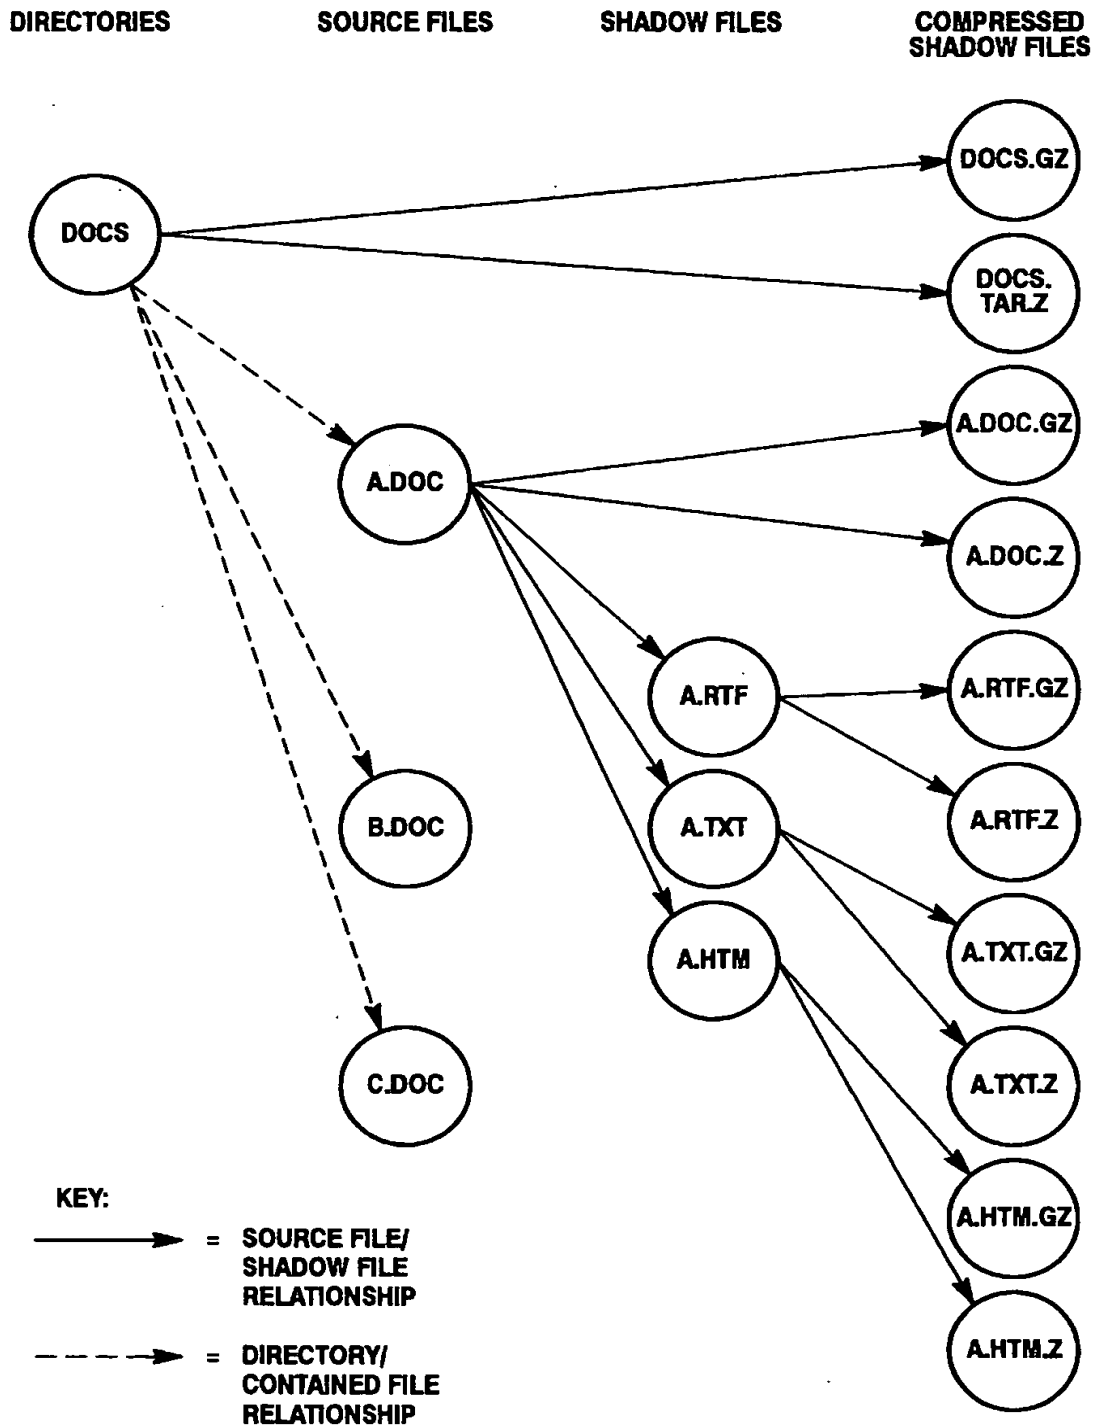 DIRECTORIES
SOURCE FILES
SHADOW FILES
COMPRESSED
SHADOW FILES
DOCS.GZ
DOCS
DOCS.
TAR.Z
A.DOC.GZ
A.DOC
A.DOC.Z
A.RTF
A.RTF.GZ
A.RTF.Z
B.DOC
A.TXT
A.TXT.GZ
A.HTM
A.TXT.Z
C.DOC
A.HTM.GZ
A.HTM.Z
KEY:
= SOURCE FILE/
SHADOW FILE
RELATIONSHIP
= DIRECTORY/
CONTAINED FILE
RELATIONSHIP